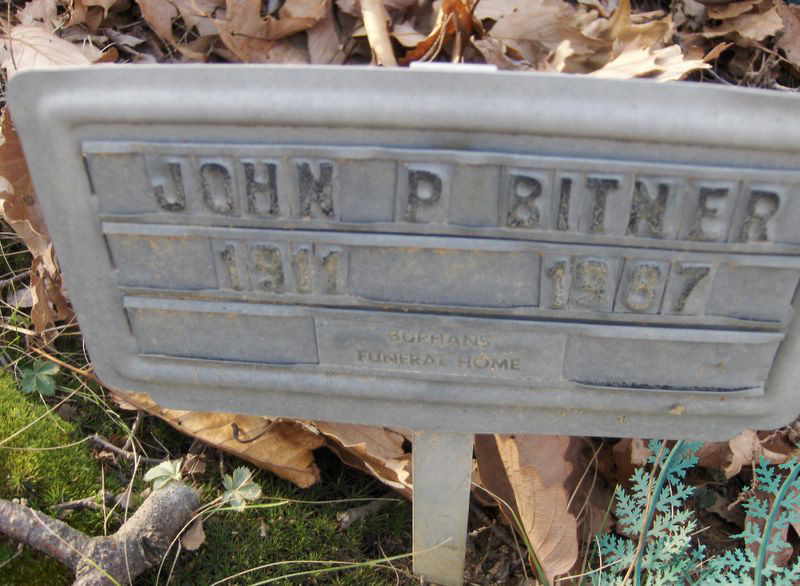 JOHN P BITNER
1911 1987
FUNERAL HOME